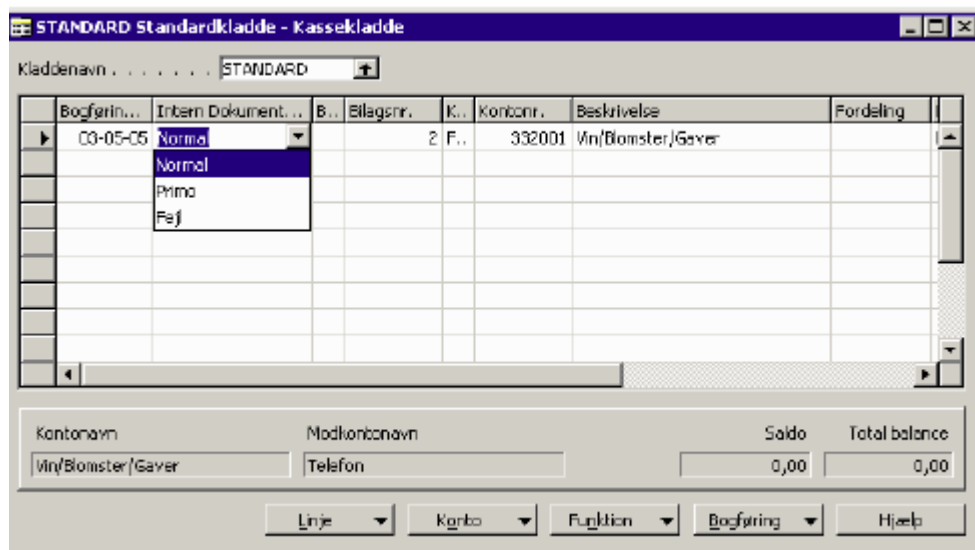 STANDARD Standardkladde - Kassekladde
Kladdenavn . . . . . . . STANDARD
Bogførin... Intern Dokument... B... Bilagsnr. K... Kontonr. Beskrivelse Fordeling
03-05-05 Normal 2 F... 332001 Vin/Blomster/Gaver
Normal
Primo
Fejl
Kontonavn Modkontonavn Saldo Total balance
Vin/Blomster/Gaver Telefon 0,00 0,00
Linje Konto Funktion Bogføring Hjælp